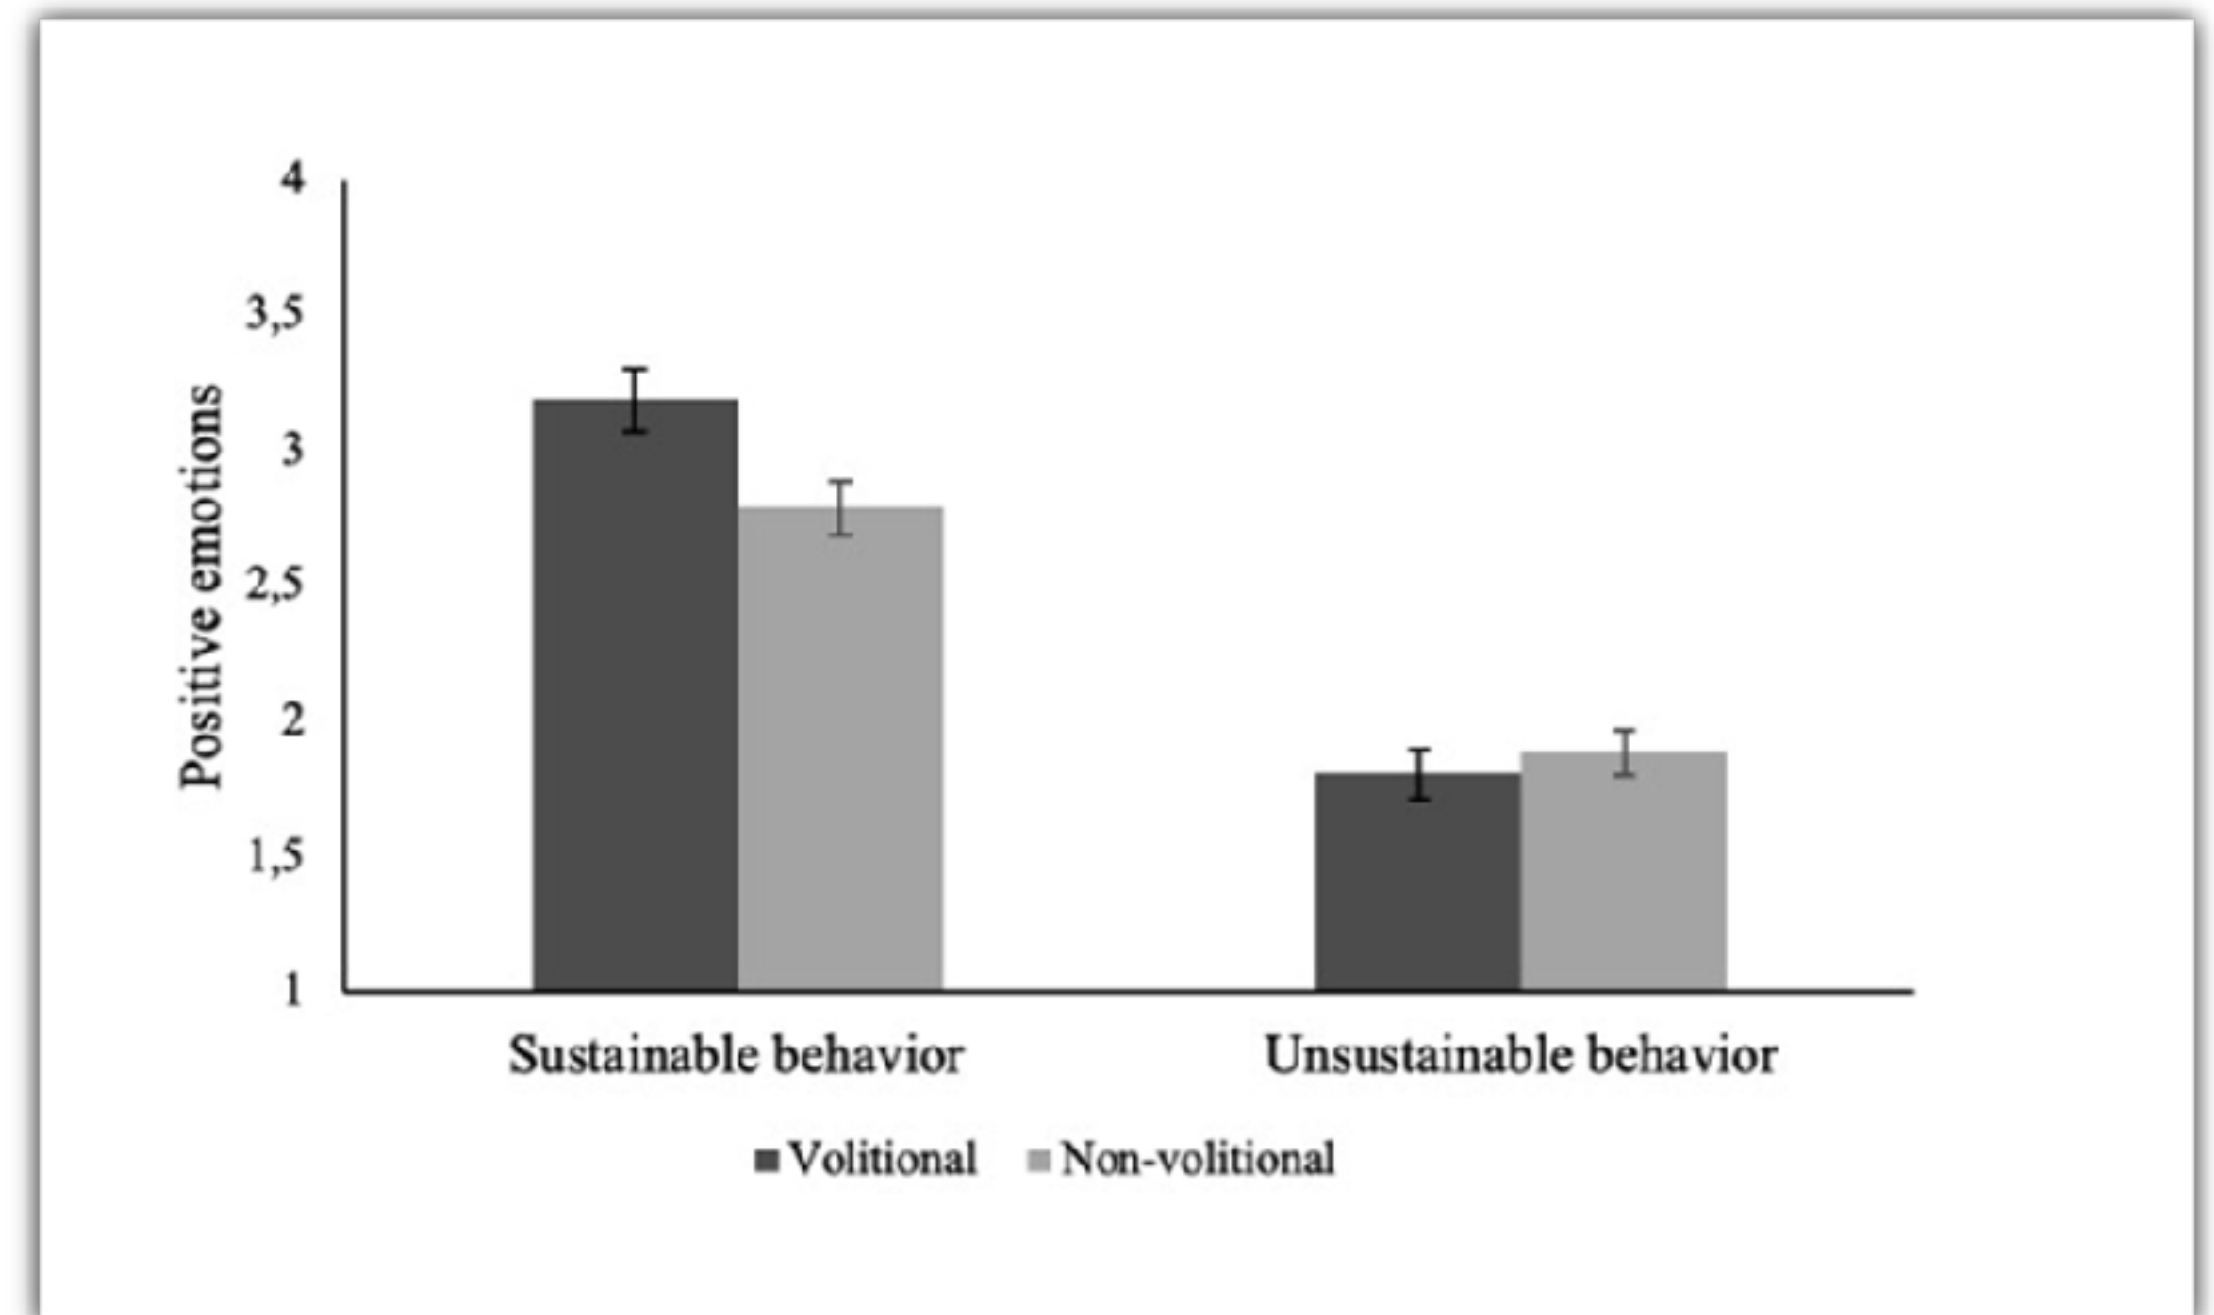 4
3,5
3
2,5
2
1,5
1
Positive emotions
Sustainable behavior
Unsustainable behavior
Volitional
Non-volitional